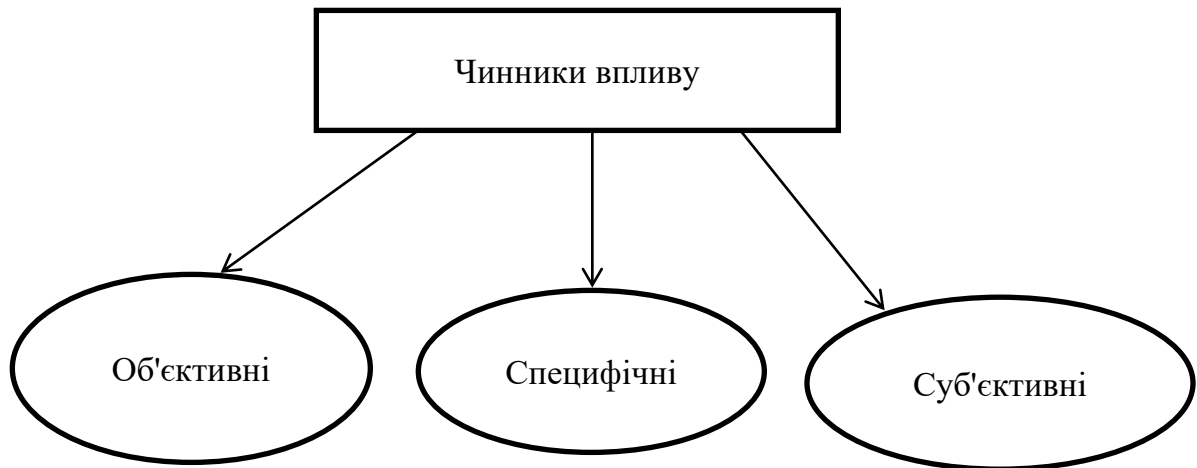 Чинники впливу
Об'єктивні
Специфічні
Суб'єктивні